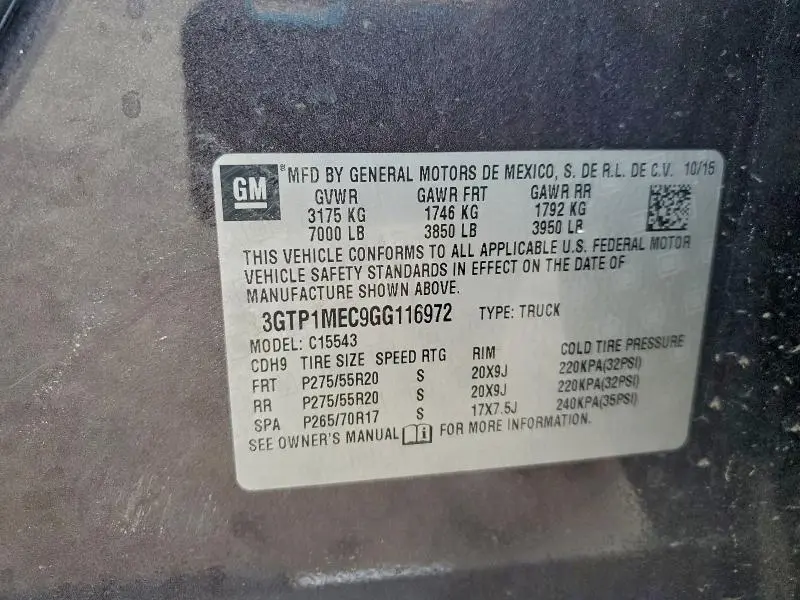 GM ® MFD BY GENERAL MOTORS DE MEXICO, S. DE R.L. DE C.V. 10/15
GVWR GAWR FRT GAWR RR
3175 KG 1746 KG 1792 KG
7000 LB 3850 LB 3950 LB
THIS VEHICLE CONFORMS TO ALL APPLICABLE U.S. FEDERAL MOTOR
VEHICLE SAFETY STANDARDS IN EFFECT ON THE DATE OF
MANUFACTURE SHOWN ABOVE.
3GTP1MEC9GG116972 TYPE: TRUCK
MODEL: C15543
CDH9 TIRE SIZE SPEED RTG RIM COLD TIRE PRESSURE
FRT P275/55R20 S 20X9J 220KPA(32PSI)
RR P275/55R20 S 20X9J 220KPA(32PSI)
SPA P265/70R17 S 17X7.5J 240KPA(35PSI)
SEE OWNER'S MANUAL FOR MORE INFORMATION.